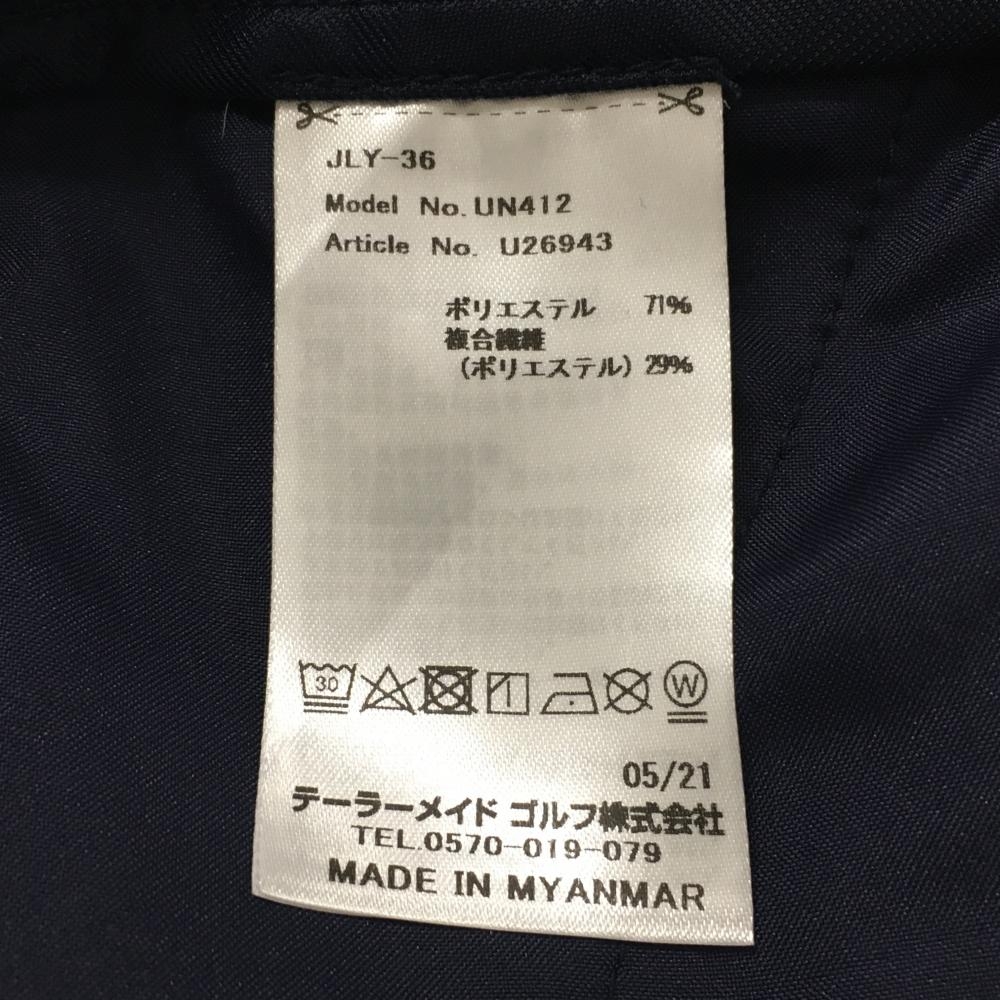 JLY-36
Model No. UN412
Article No. U26943
ポリエステル 71%
複合繊維
(ポリエステル) 29%
30
W
05/21
テーラーメイド ゴルフ株式会社
TEL.0570-019-079
MADE IN MYANMAR